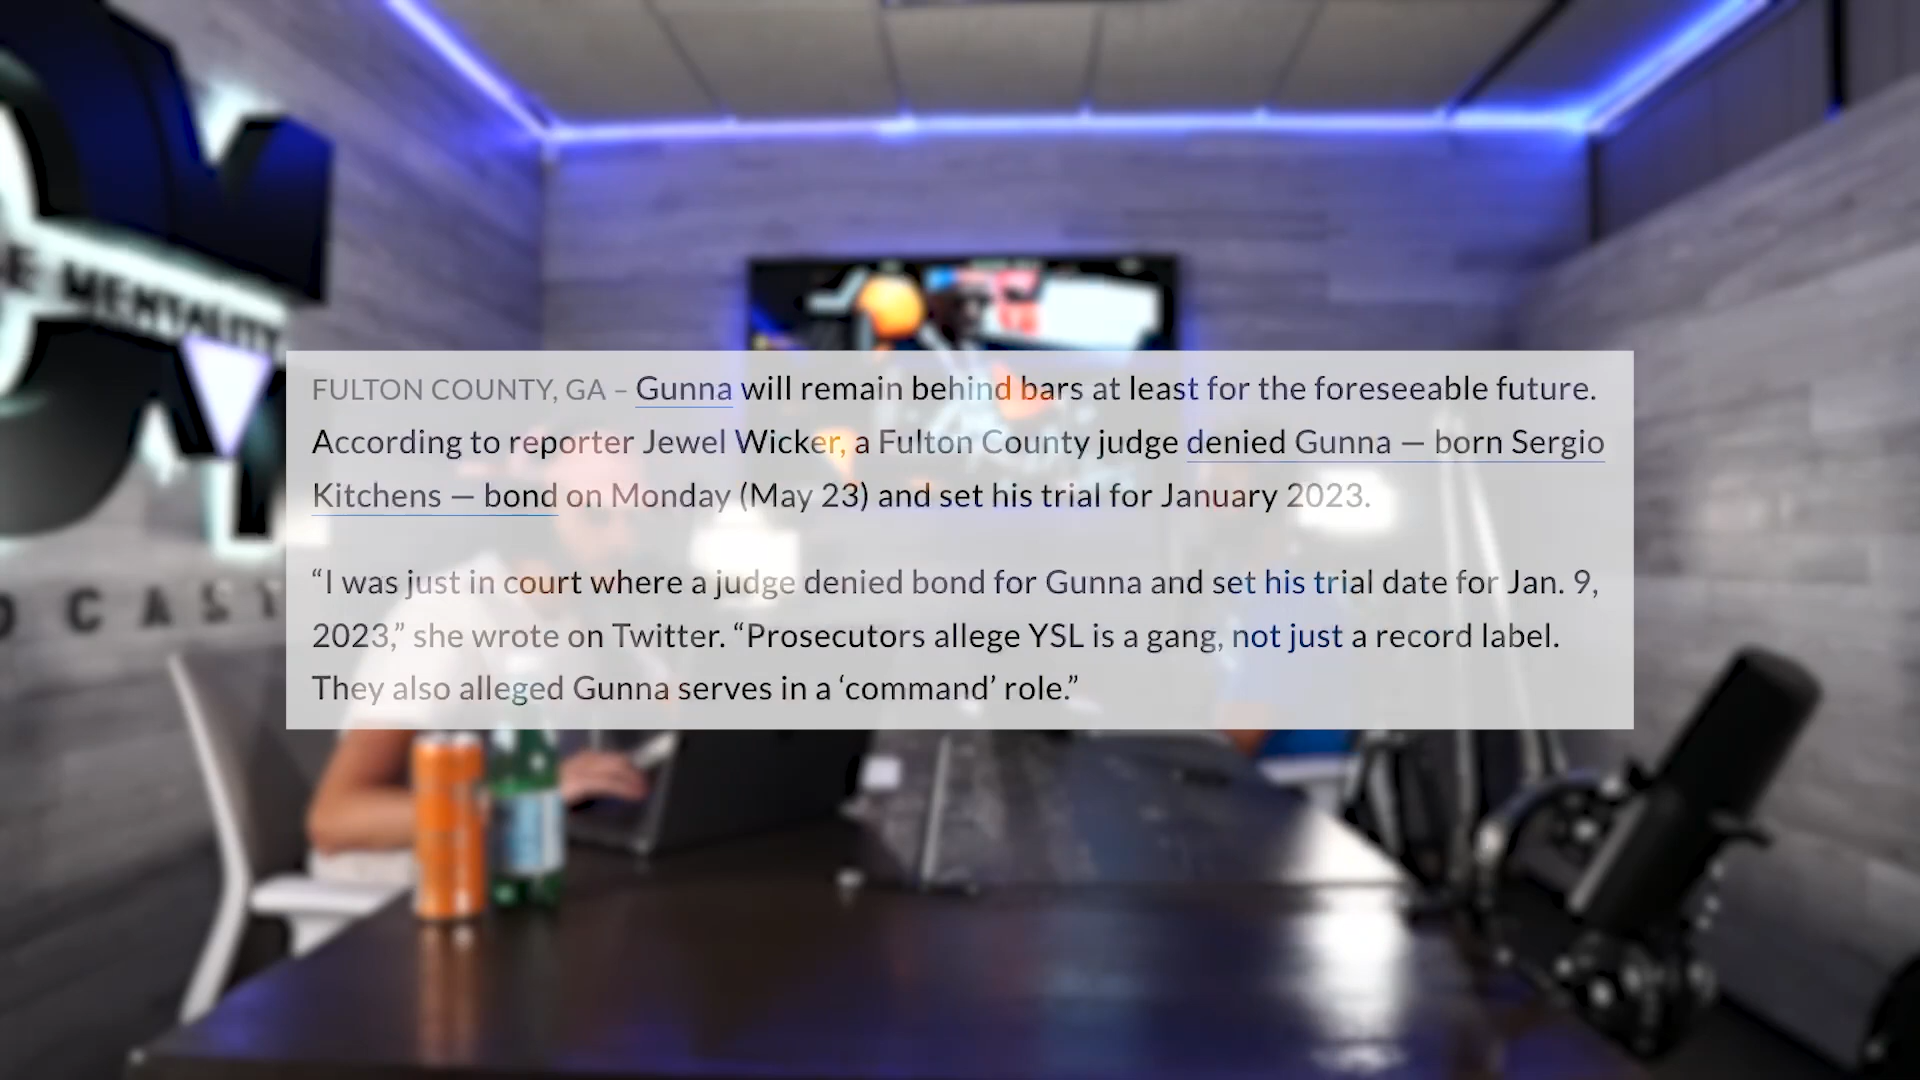 MENTALITY
FULTON COUNTY, GA – Gunna will remain behind bars at least for the foreseeable future.
According to reporter Jewel Wicker, a Fulton County judge denied Gunna — born Sergio
Kitchens — bond on Monday (May 23) and set his trial for January 2023.
“I was just in court where a judge denied bond for Gunna and set his trial date for Jan. 9,
2023,” she wrote on Twitter. “Prosecutors allege YSL is a gang, not just a record label.
They also alleged Gunna serves in a ‘command’ role.”